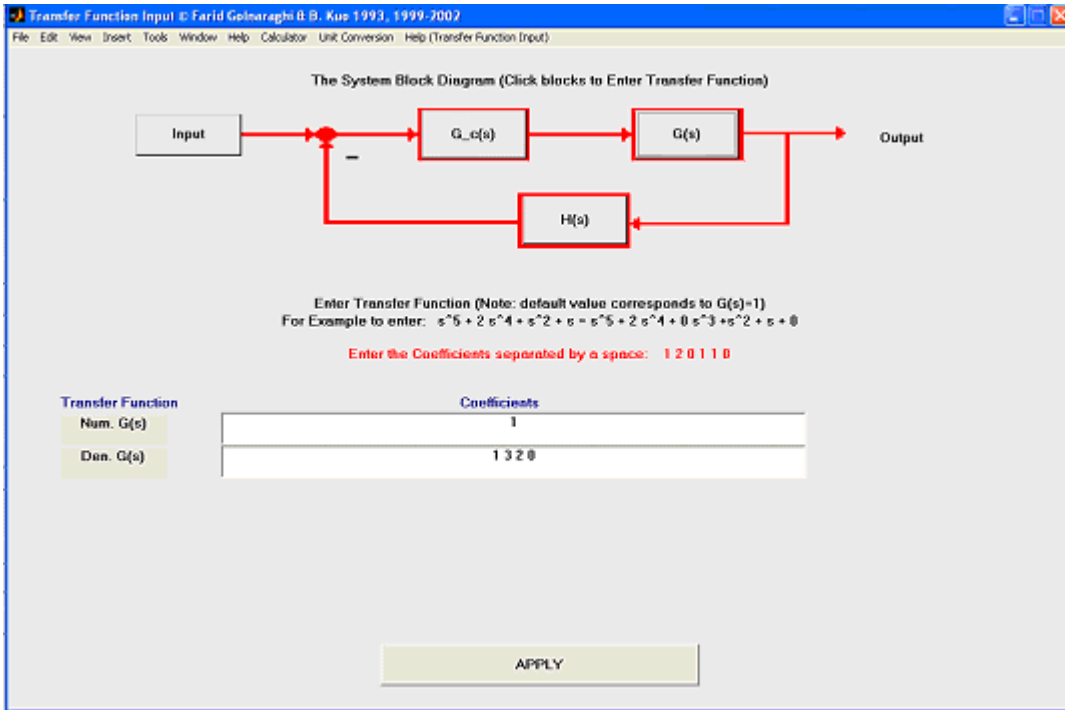 Transfer Function Input © Farid Golnaraghi & B. Kuo 1993, 1999-2002
File Edit View Insert Tools Window Help Calculator Unit Conversion Help (Transfer Function Input)
The System Block Diagram (Click blocks to Enter Transfer Function)
Input
G_c(s)
G(s)
Output
−
H(s)
Enter Transfer Function (Note: default value corresponds to G(s)=1)
For Example to enter: s^5 + 2 s^4 + s^2 + s = s^5 + 2 s^4 + 0 s^3 +s^2 + s + 0
Enter the Coefficients separated by a space: 1 2 0 1 1 0
Transfer Function Coefficients
Num. G(s) 1
Den. G(s) 1 3 2 0
APPLY